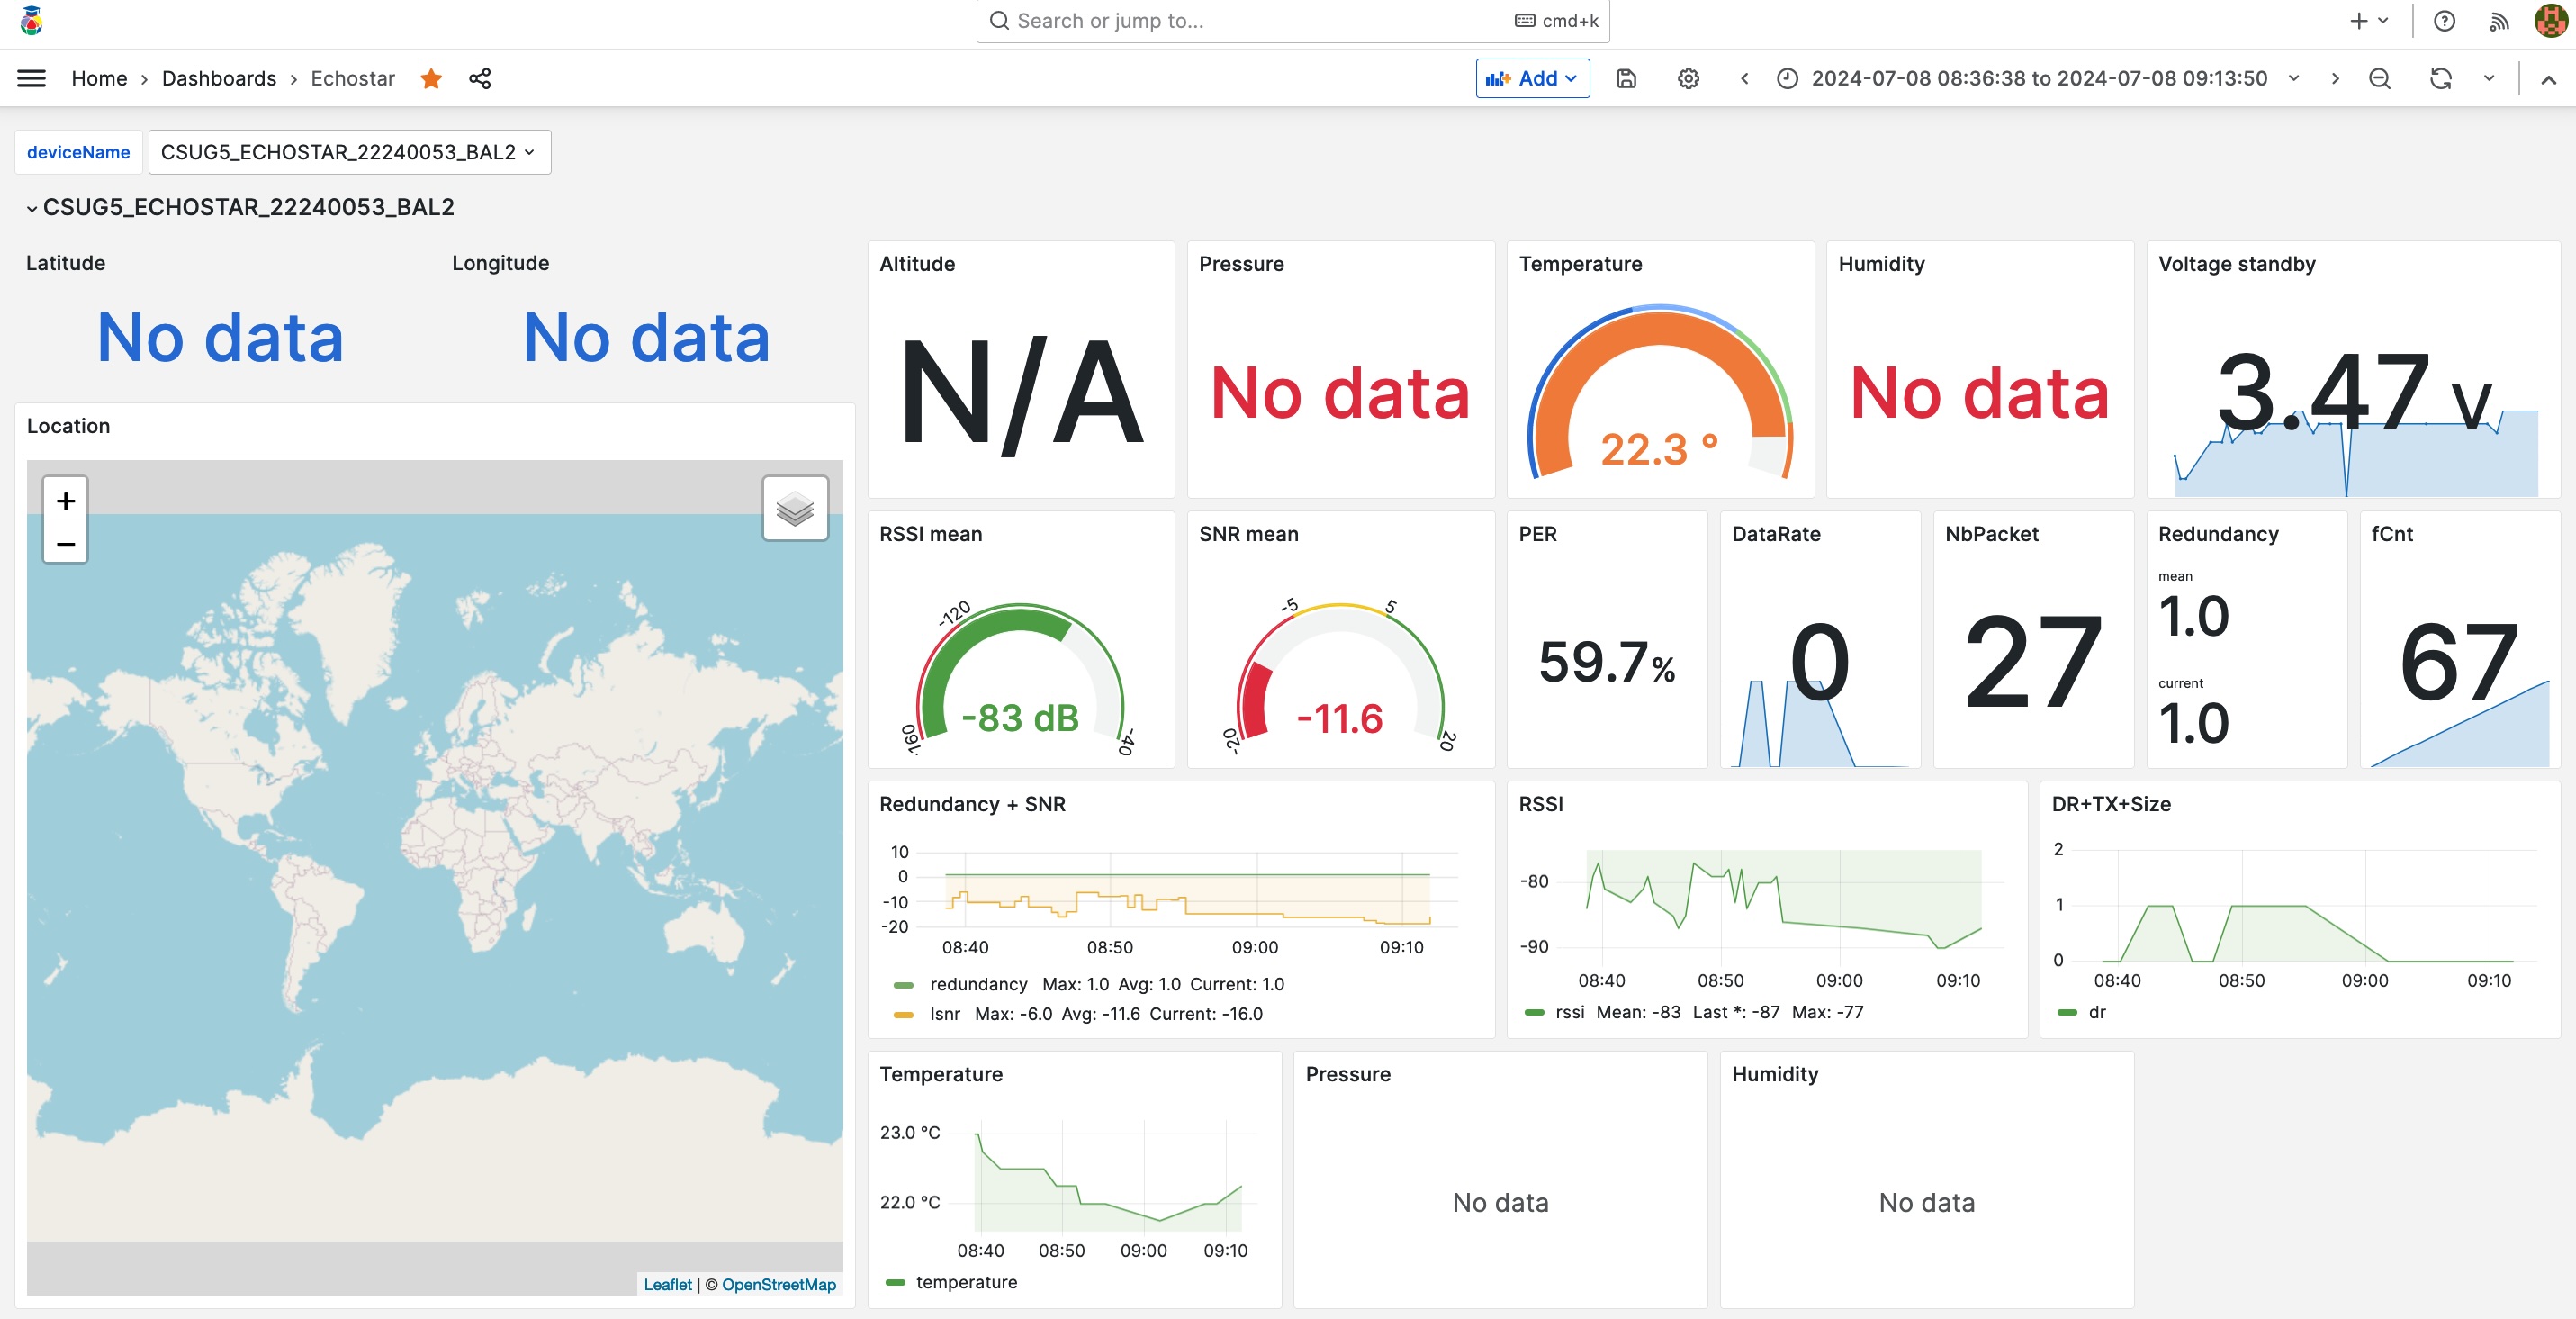 Search or jump to...
cmd+k
Home
Dashboards
Echostar
Add
2024-07-08 08:36:38 to 2024-07-08 09:13:50
deviceName
CSUG5_ECHOSTAR_22240053_BAL2
CSUG5_ECHOSTAR_22240053_BAL2
Latitude
No data
Longitude
No data
Location
+
−
Leaflet | © OpenStreetMap
Altitude
N/A
Pressure
No data
Temperature
22.3 °
Humidity
No data
Voltage standby
3.47 V
RSSI mean
-160
-120
-40
-83 dB
SNR mean
-20
-5
5
20
-11.6
PER
59.7%
DataRate
0
NbPacket
27
Redundancy
mean
1.0
current
1.0
fCnt
67
Redundancy + SNR
10
0
-10
-20
08:40 08:50 09:00 09:10
redundancy Max: 1.0 Avg: 1.0 Current: 1.0
lsnr Max: -6.0 Avg: -11.6 Current: -16.0
RSSI
-80
-90
08:40 08:50 09:00 09:10
rssi Mean: -83 Last *: -87 Max: -77
DR+TX+Size
2
1
0
08:40 08:50 09:00 09:10
dr
Temperature
23.0 °C
22.0 °C
08:40 08:50 09:00 09:10
temperature
Pressure
No data
Humidity
No data